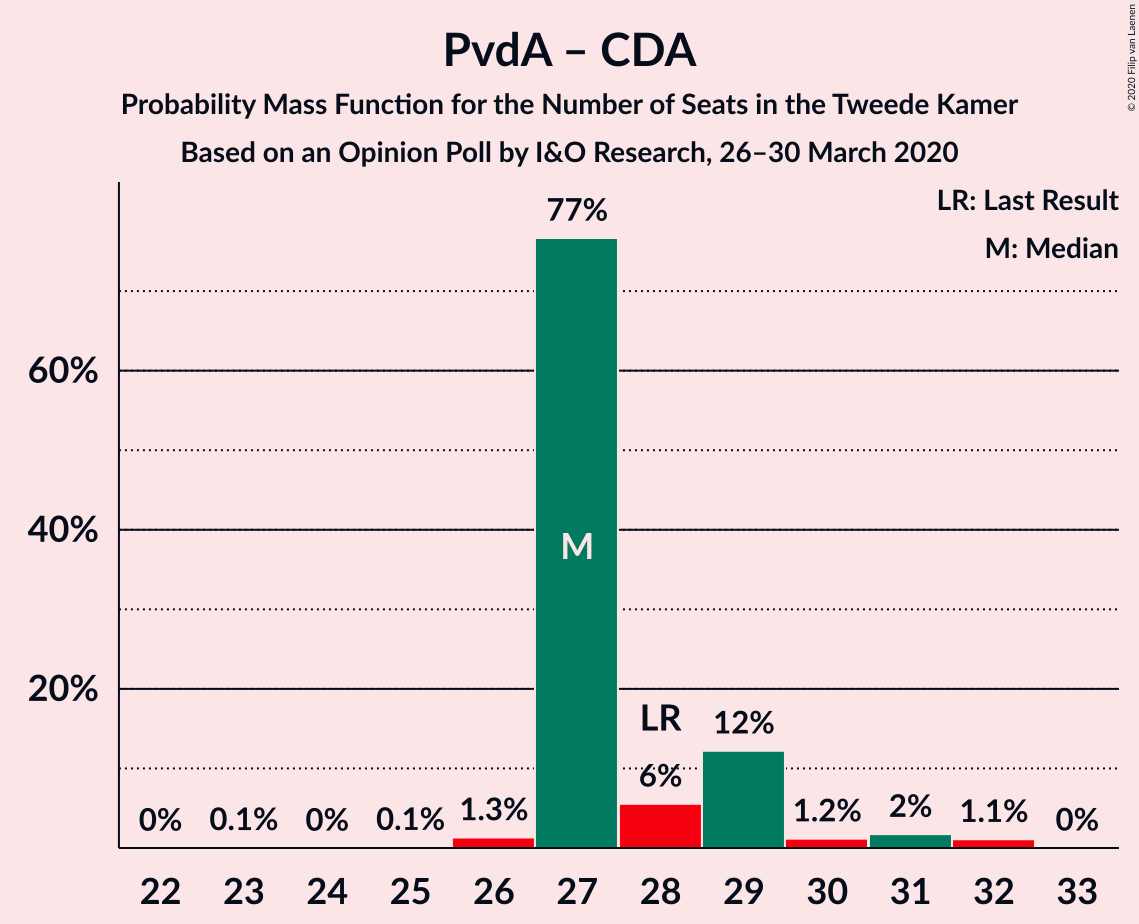 PvdA – CDA
Probability Mass Function for the Number of Seats in the Tweede Kamer
Based on an Opinion Poll by I&O Research, 26–30 March 2020
© 2020 Filip van Laenen
LR: Last Result
M: Median
77%
60%
40%
M
20%
LR
12%
6%
0%
0.1%
0%
0.1%
1.3%
1.2%
2%
1.1%
0%
22 23 24 25 26 27 28 29 30 31 32 33